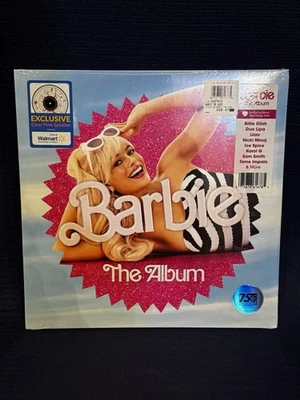 EXCLUSIVE
Clear Pink Splatter
Walmart
Barbie
The Album
Barbie
The Album
Billie Eilish
Dua Lipa
Lizzo
Nicki Minaj
Ice Spice
Karol G
Sam Smith
Tame Impala
& More
75